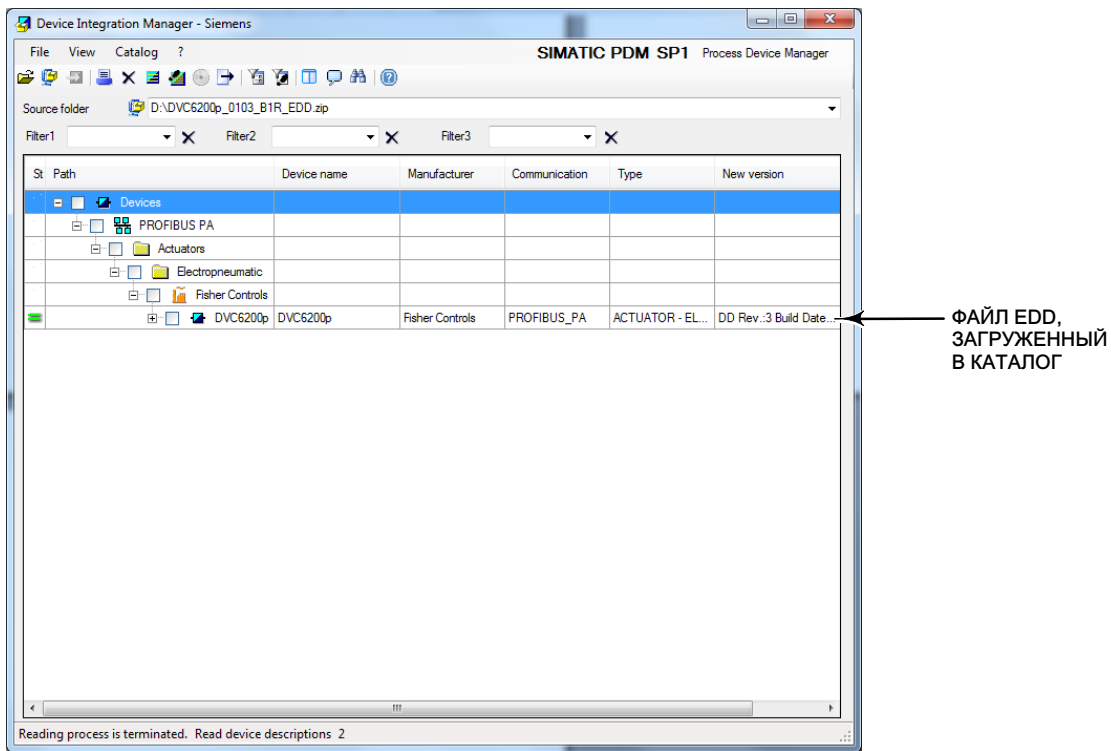 Device Integration Manager - Siemens
File View Catalog ? SIMATIC PDM SP1 Process Device Manager
Source folder D:\DVC6200p_0103_B1R_EDD.zip
Filter1 Filter2 Filter3
St Path Device name Manufacturer Communication Type New version
Devices
PROFIBUS PA
Actuators
Electropneumatic
Fisher Controls
DVC6200p DVC6200p Fisher Controls PROFIBUS_PA ACTUATOR - EL... DD Rev.:3 Build Date...
ФАЙЛ EDD,
ЗАГРУЖЕННЫЙ
В КАТАЛОГ
Reading process is terminated. Read device descriptions 2